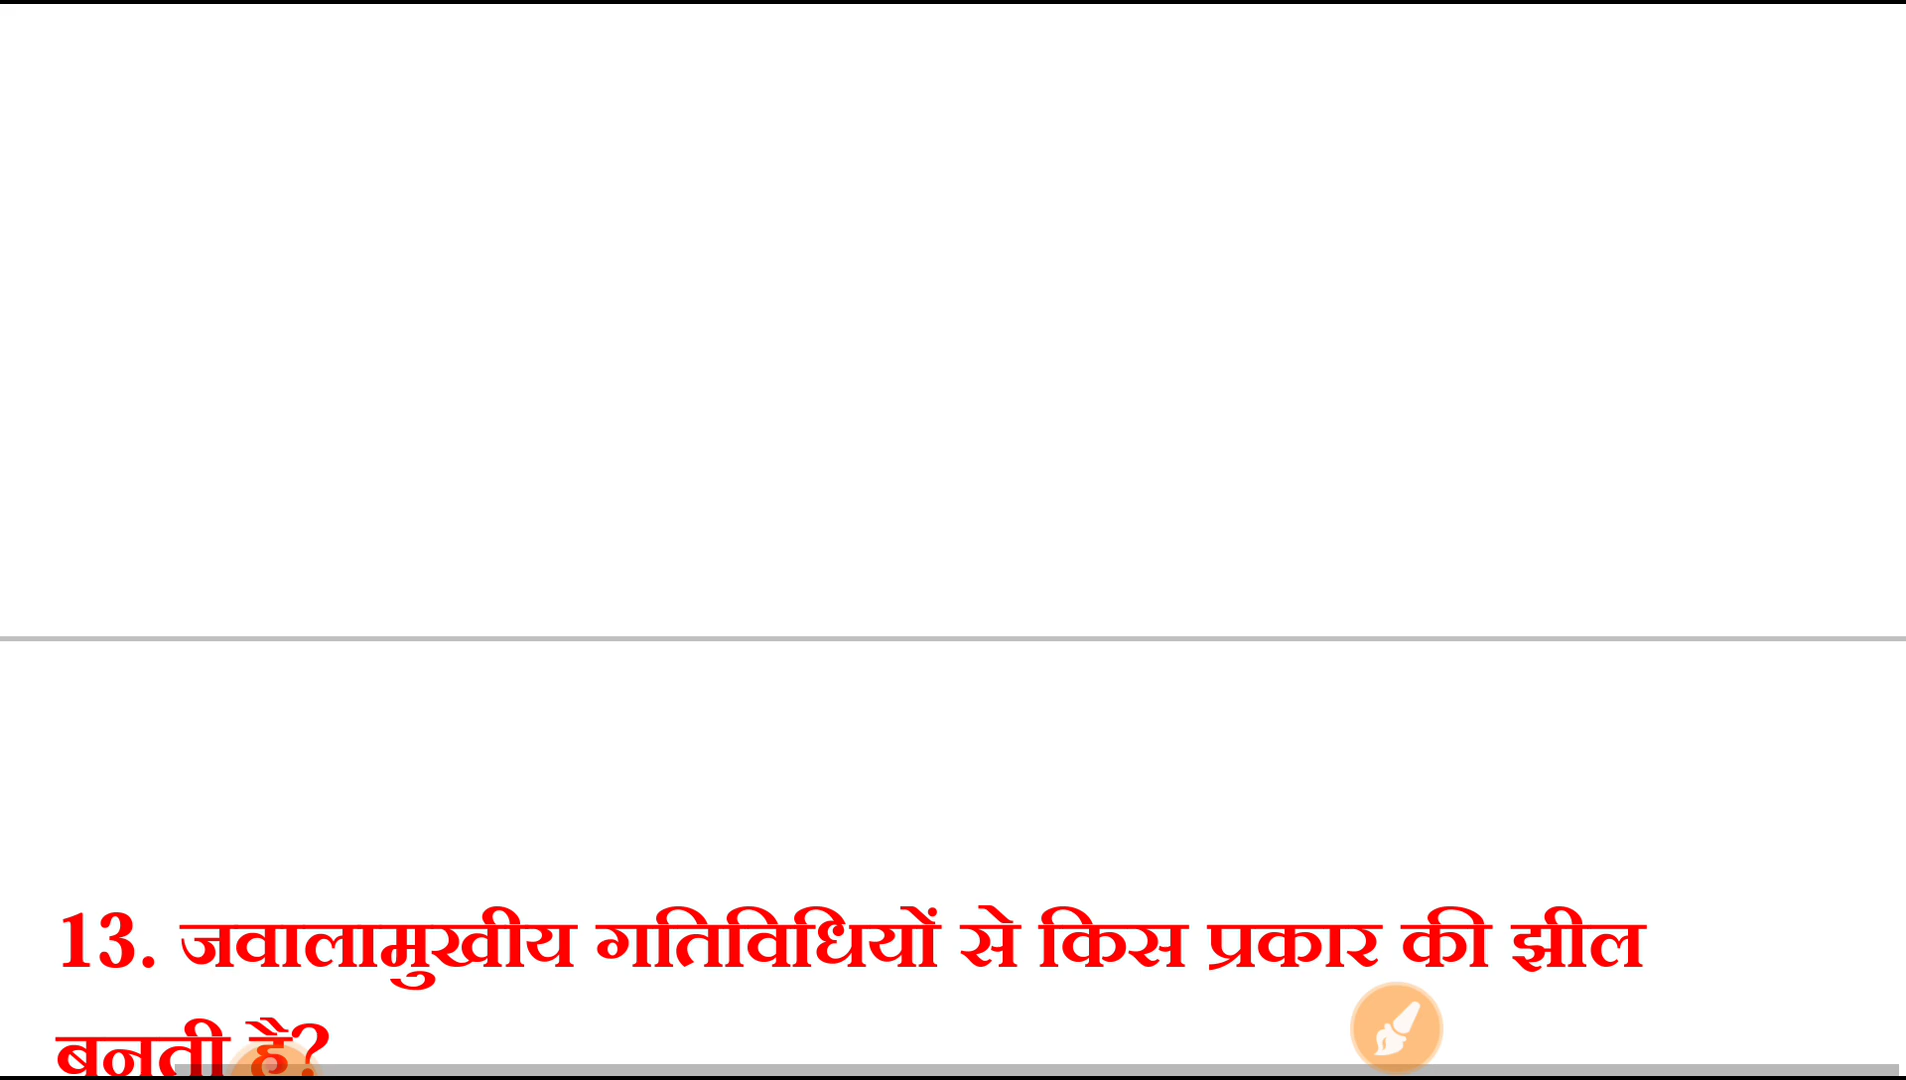 13. जवालामुखीय गतिविधियों से किस प्रकार की झील
बनती है?